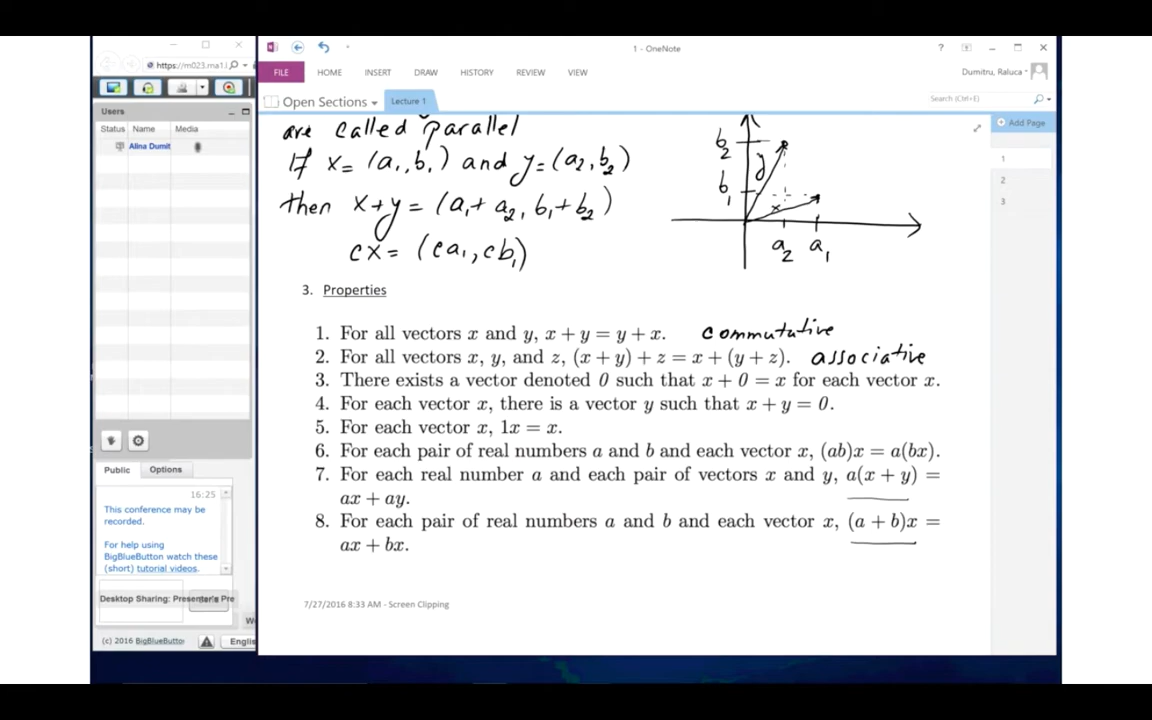 1 - OneNote
https://m023.ma1.l
FILE HOME INSERT DRAW HISTORY REVIEW VIEW
Dumitru, Raluca
Open Sections Lecture 1
Search (Ctrl+E)
Users
Status Name Media
Alina Dumit
Add Page
1
2
3
are called parallel
If x = (a1, b1) and y = (a2, b2)
then x+y = (a1 + a2, b1 + b2)
cx = (ca1, cb1)
b2
y
b1
x
a2 a1
3. Properties
1. For all vectors x and y, x + y = y + x. commutative
2. For all vectors x, y, and z, (x + y) + z = x + (y + z). associative
3. There exists a vector denoted 0 such that x + 0 = x for each vector x.
4. For each vector x, there is a vector y such that x + y = 0.
5. For each vector x, 1x = x.
6. For each pair of real numbers a and b and each vector x, (ab)x = a(bx).
7. For each real number a and each pair of vectors x and y, a(x + y) =
ax + ay.
8. For each pair of real numbers a and b and each vector x, (a + b)x =
ax + bx.
7/27/2016 8:33 AM - Screen Clipping
Public Options
16:25
This conference may be
recorded.
For help using
BigBlueButton watch these
(short) tutorial videos.
Desktop Sharing: Presenter's Pre
(c) 2016 BigBlueButto
Englis